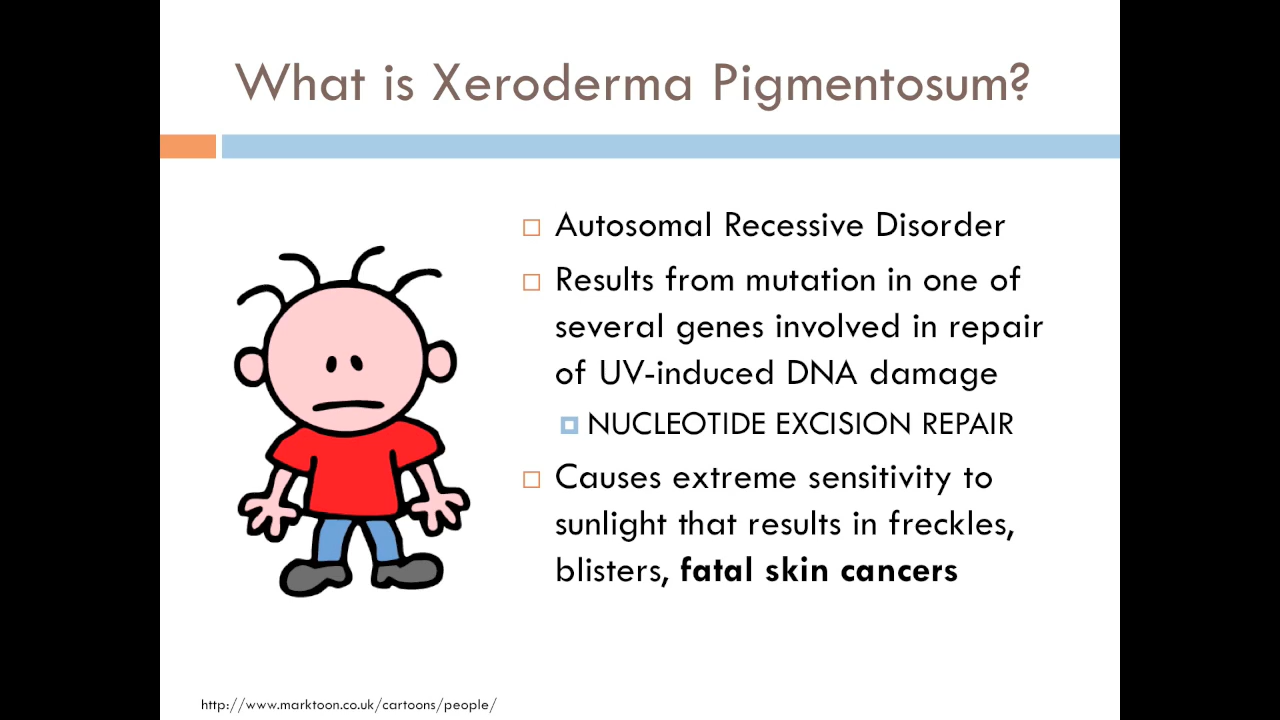 What is Xeroderma Pigmentosum?
Autosomal Recessive Disorder
Results from mutation in one of
several genes involved in repair
of UV-induced DNA damage
NUCLEOTIDE EXCISION REPAIR
Causes extreme sensitivity to
sunlight that results in freckles,
blisters, fatal skin cancers
http://www.marktoon.co.uk/cartoons/people/